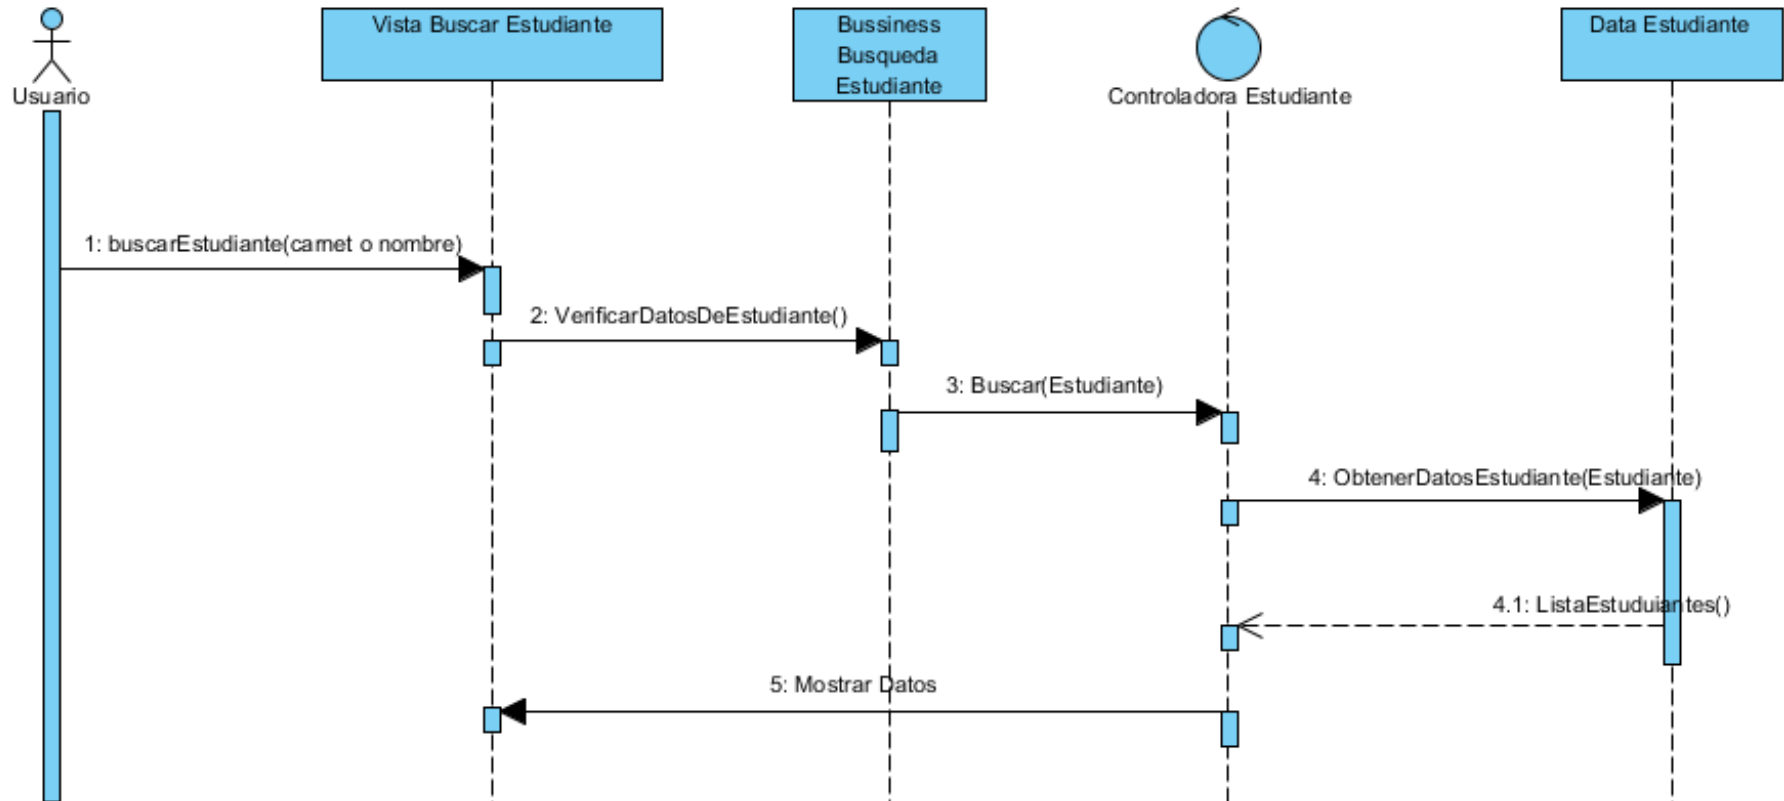 Usuario
Vista Buscar Estudiante
Bussiness
Busqueda
Estudiante
Controladora Estudiante
Data Estudiante
1: buscarEstudiante(carnet o nombre)
2: VerificarDatosDeEstudiante()
3: Buscar(Estudiante)
4: ObtenerDatosEstudiante(Estudiante)
4.1: ListaEstuduiantes()
5: Mostrar Datos